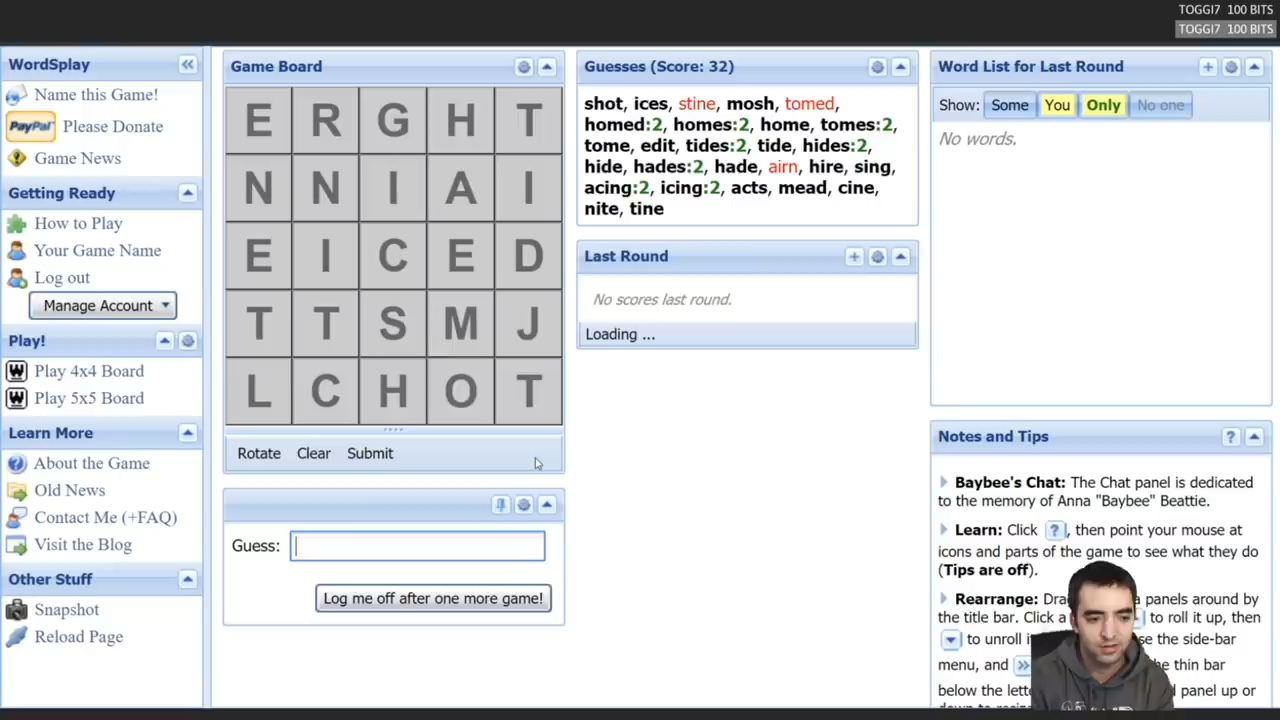 TOGGI7 100 BITS
TOGGI7 100 BITS
WordSplay
Name this Game!
PayPal Please Donate
Game News
Getting Ready
How to Play
Your Game Name
Log out
Manage Account
Play!
Play 4x4 Board
Play 5x5 Board
Learn More
About the Game
Old News
Contact Me (+FAQ)
Visit the Blog
Other Stuff
Snapshot
Reload Page
Game Board
E R G H T
N N I A I
E I C E D
T T S M J
L C H O T
Rotate Clear Submit
Guess:
Log me off after one more game!
Guesses (Score: 32)
shot, ices, stine, mosh, tomed,
homed:2, homes:2, home, tomes:2,
tome, edit, tides:2, tide, hides:2,
hide, hades:2, hade, airn, hire, sing,
acing:2, icing:2, acts, mead, cine,
nite, tine
Last Round
No scores last round.
Loading ...
Word List for Last Round
Show: Some You Only No one
No words.
Notes and Tips
Baybee's Chat: The Chat panel is dedicated
to the memory of Anna "Baybee" Beattie.
Learn: Click ?, then point your mouse at
icons and parts of the game to see what they do
(Tips are off).
Rearrange: Dra a panels around by
the title bar. Click a to roll it up, then
to unroll i se the side-bar
menu, and he thin bar
below the lette panel up or